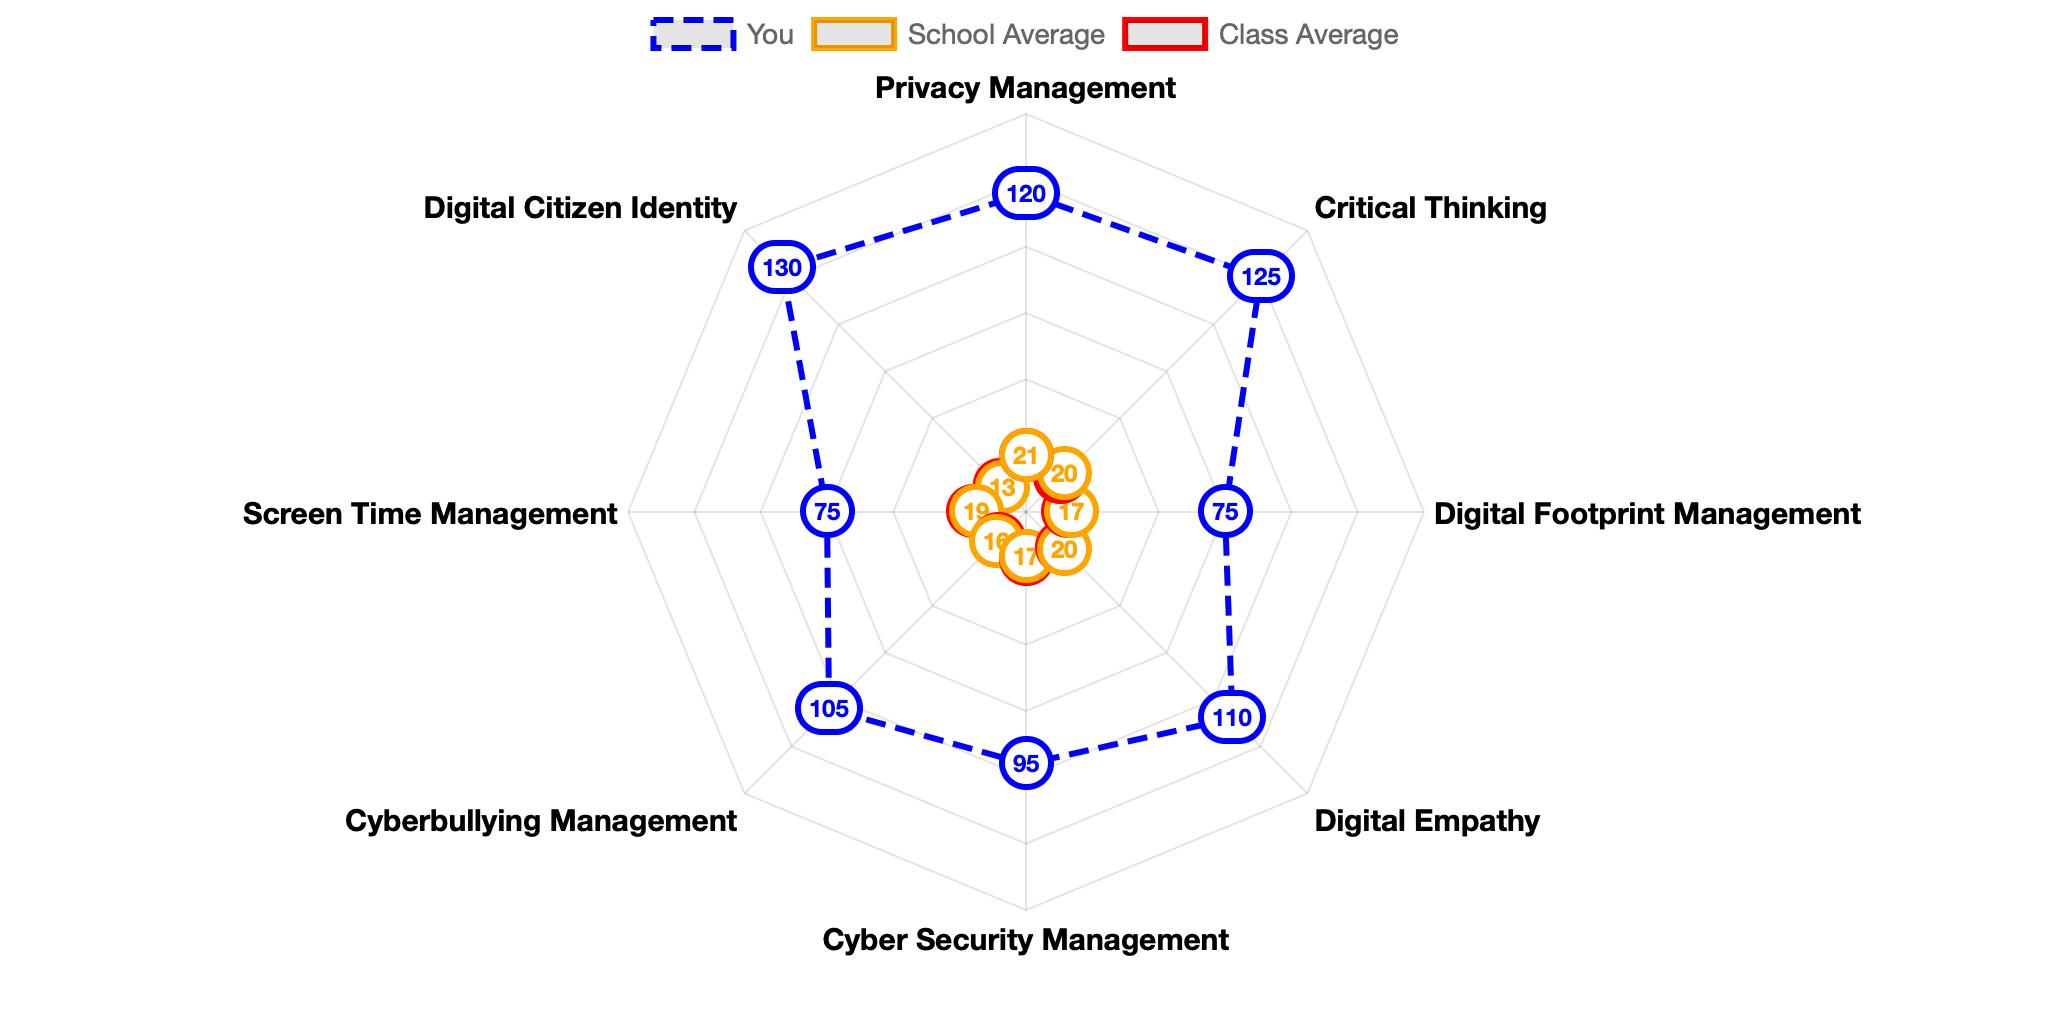 You School Average Class Average
Privacy Management
Digital Citizen Identity
Critical Thinking
120
130
125
Screen Time Management
Digital Footprint Management
75
75
21
20
13
19
17
16
17
20
105
110
95
Cyberbullying Management
Digital Empathy
Cyber Security Management